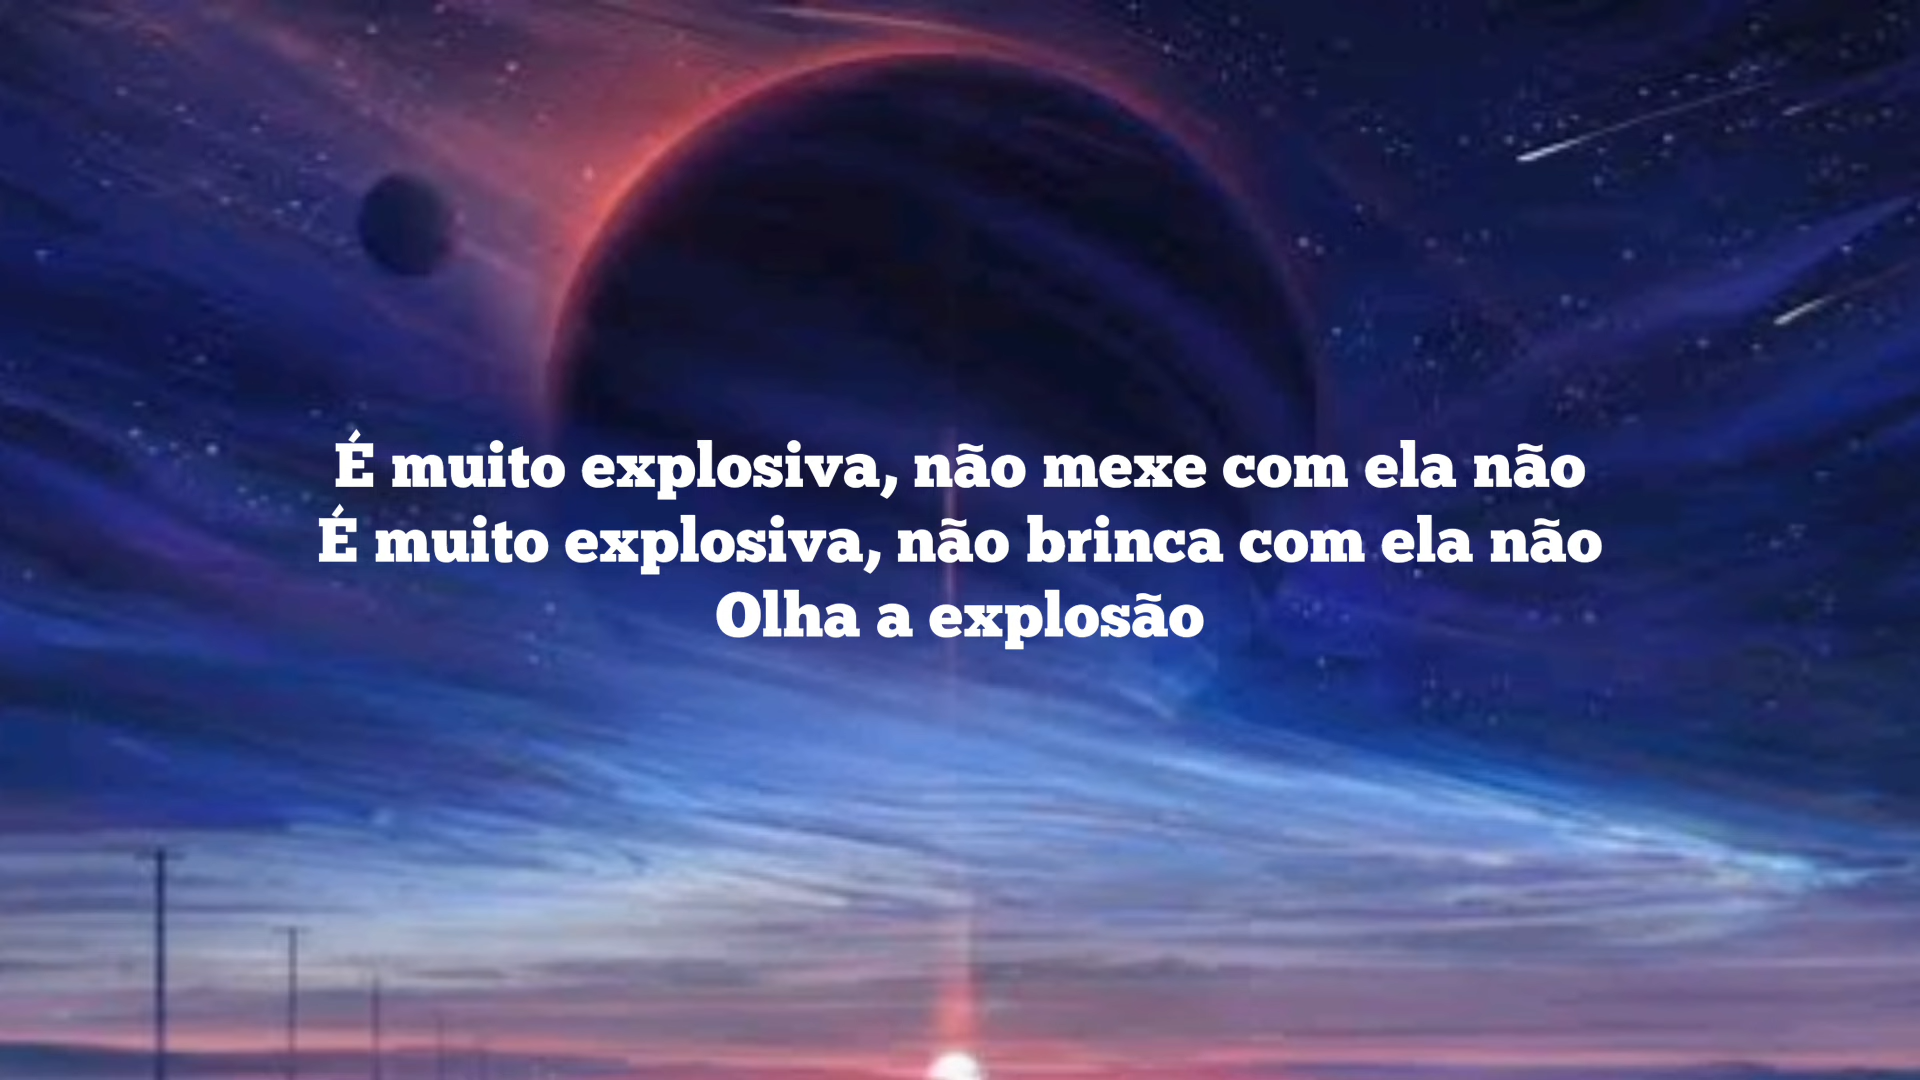 É muito explosiva, não mexe com ela não
É muito explosiva, não brinca com ela não
Olha a explosão